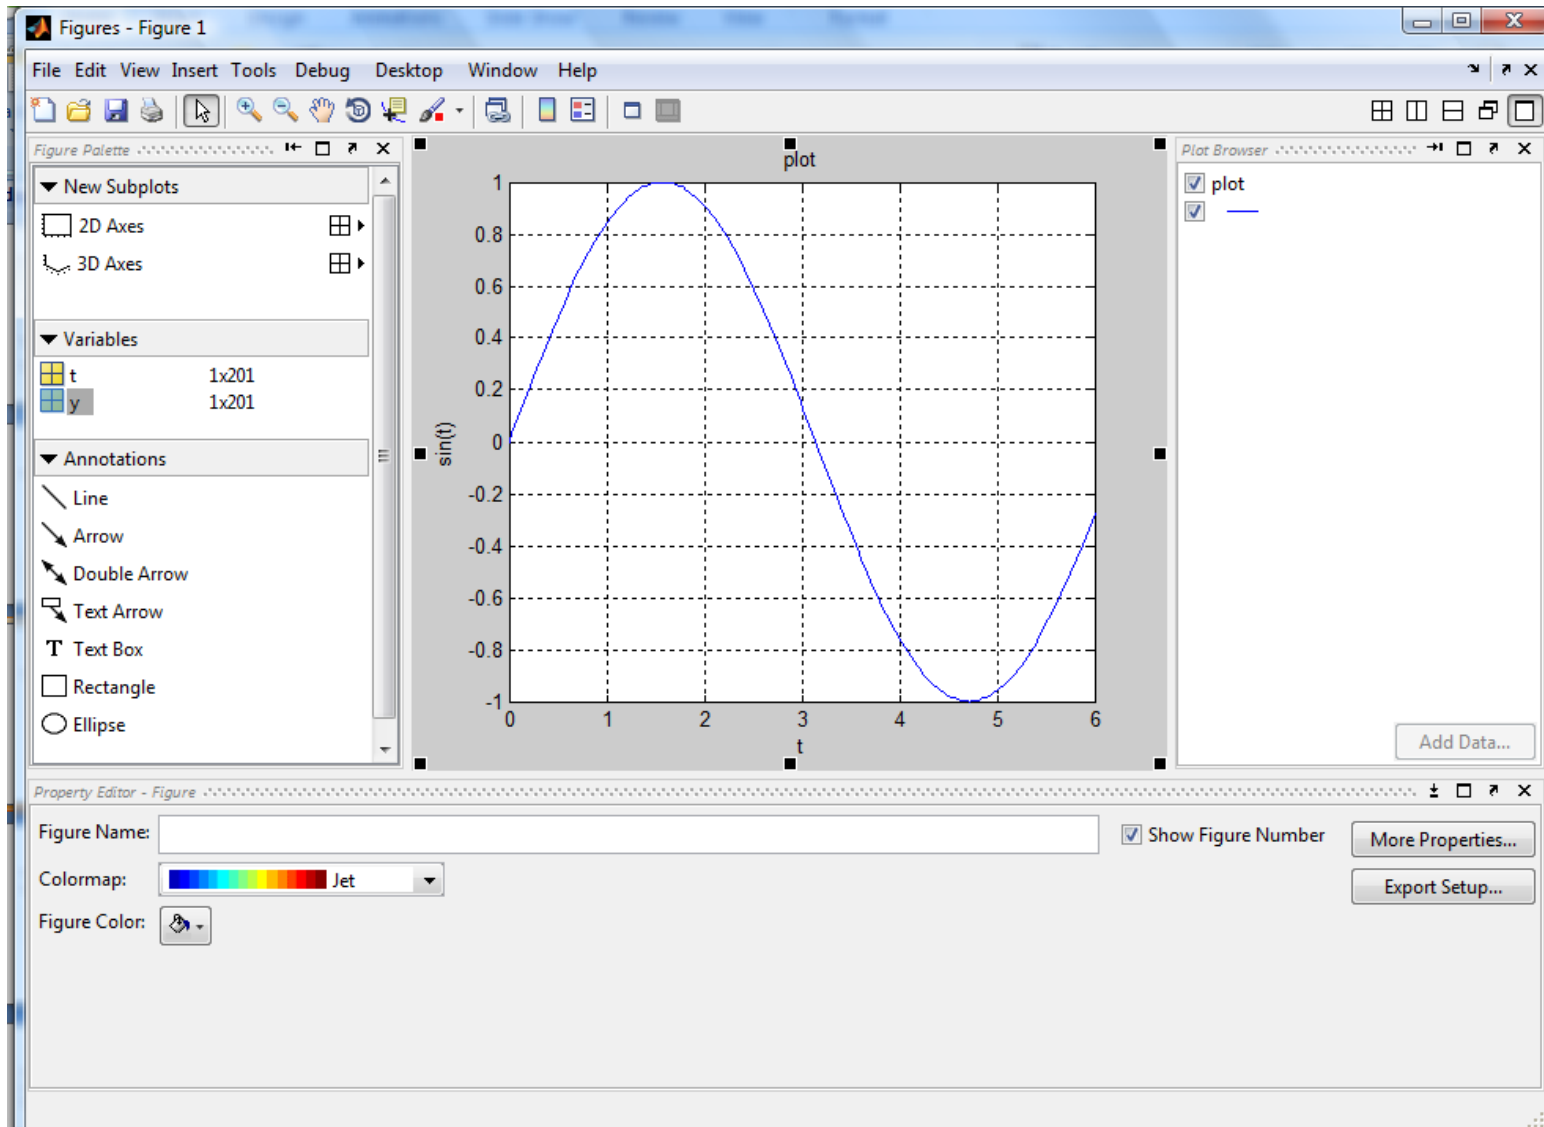 Figures - Figure 1
File Edit View Insert Tools Debug Desktop Window Help
Figure Palette
New Subplots
2D Axes
3D Axes
Variables
t 1x201
y 1x201
Annotations
Line
Arrow
Double Arrow
Text Arrow
T Text Box
Rectangle
Ellipse
plot
1
0.8
0.6
0.4
0.2
0
-0.2
-0.4
-0.6
-0.8
-1
sin(t)
0 1 2 3 4 5 6
t
Plot Browser
plot
Add Data...
Property Editor - Figure
Figure Name:
Show Figure Number
More Properties...
Colormap:
Jet
Export Setup...
Figure Color: